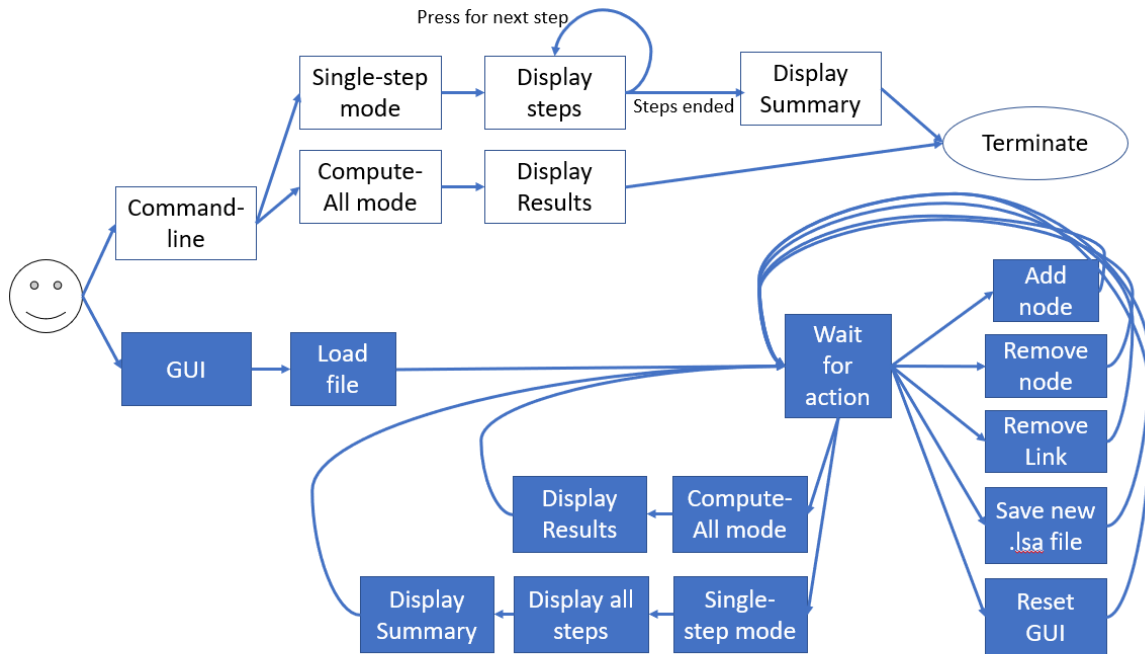 Press for next step
Single-step
mode
Display
steps
Steps ended
Display
Summary
Terminate
Compute-
All mode
Display
Results
Command-
line
GUI
Load
file
Wait
for
action
Add
node
Remove
node
Remove
Link
Save new
.lsa file
Reset
GUI
Display
Results
Compute-
All mode
Display
Summary
Display all
steps
Single-
step mode